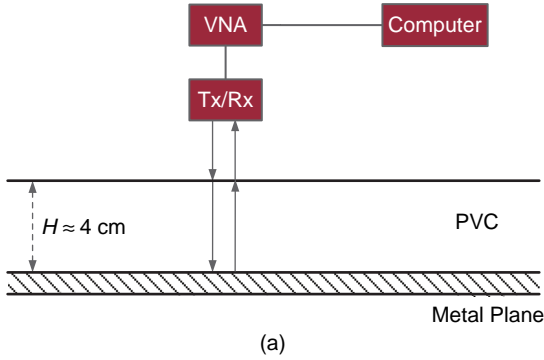 VNA
Computer
Tx/Rx
H ≈ 4 cm
PVC
Metal Plane
(a)